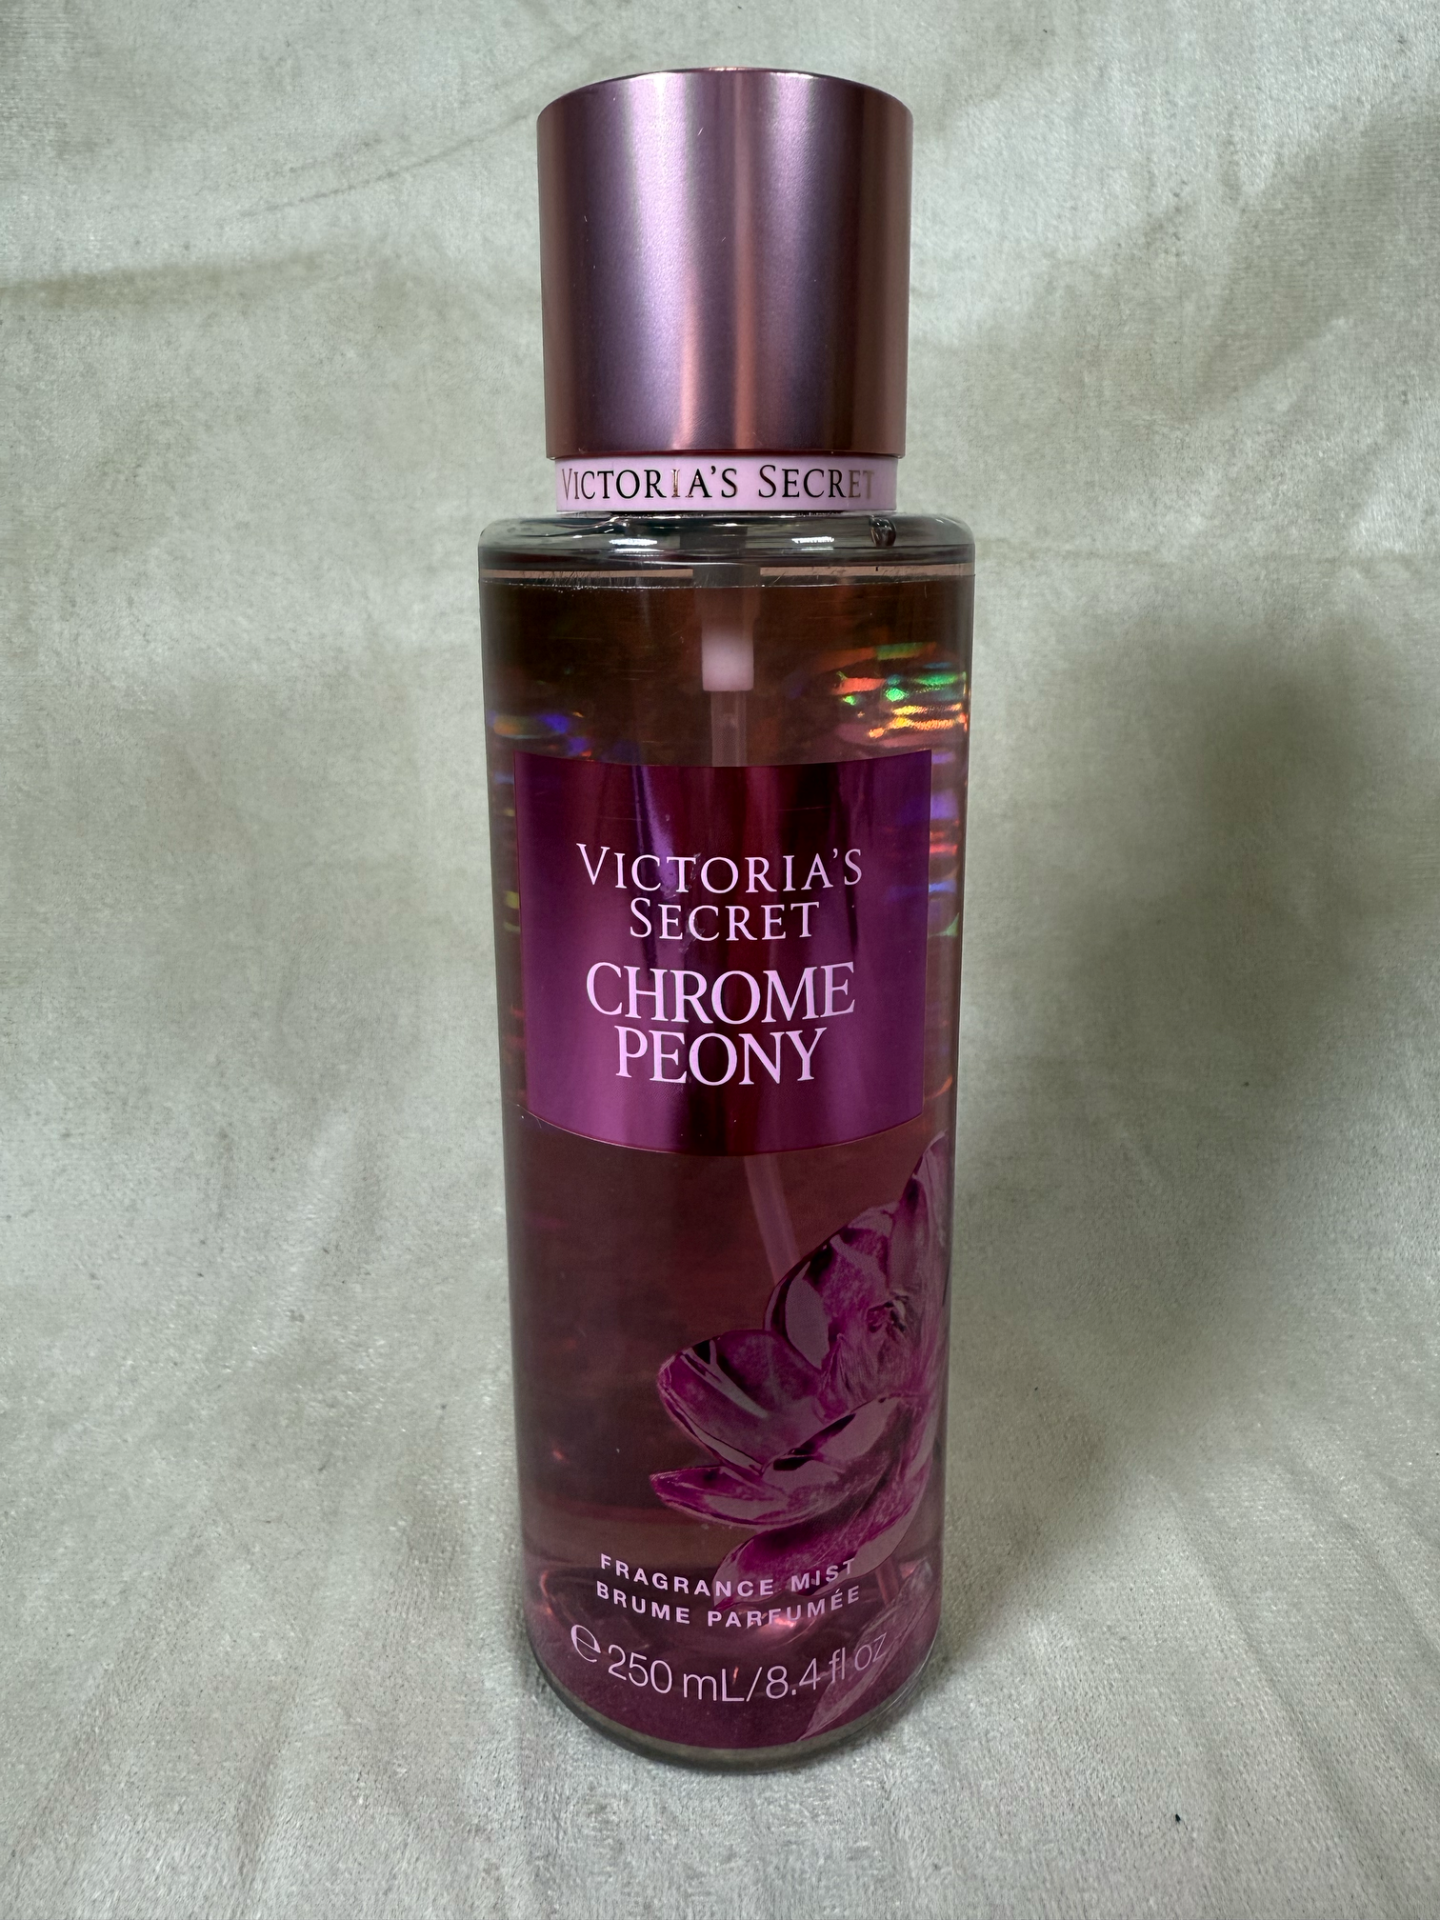 VICTORIA'S SECRET
VICTORIA'S
SECRET
CHROME
PEONY
FRAGRANCE MIST
BRUME PARFUMÉE
℮ 250 mL/8.4 fl oz